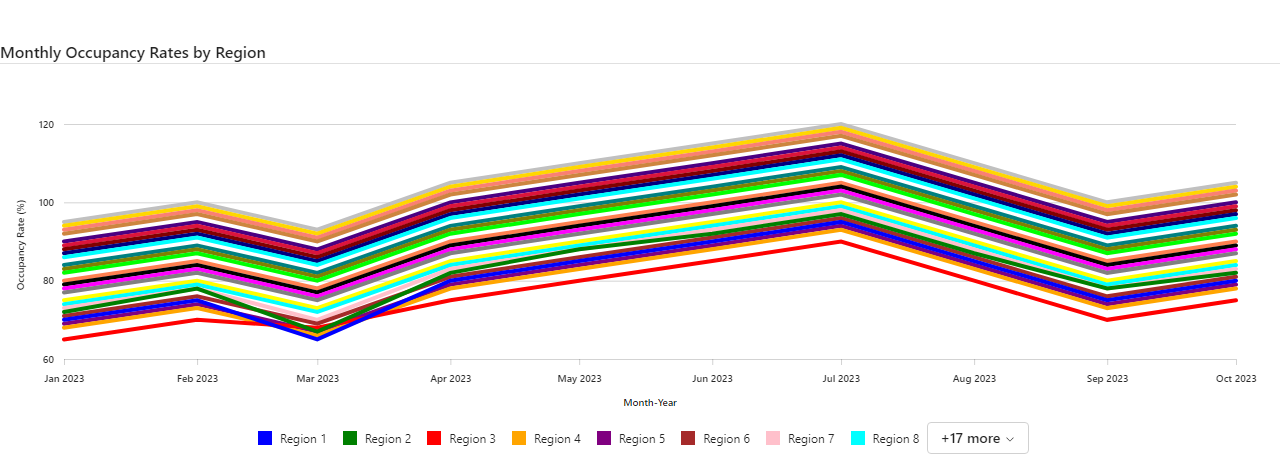 Monthly Occupancy Rates by Region
Occupancy Rate (%)
120
100
80
60
Jan 2023 Feb 2023 Mar 2023 Apr 2023 May 2023 Jun 2023 Jul 2023 Aug 2023 Sep 2023 Oct 2023
Month-Year
Region 1 Region 2 Region 3 Region 4 Region 5 Region 6 Region 7 Region 8 +17 more